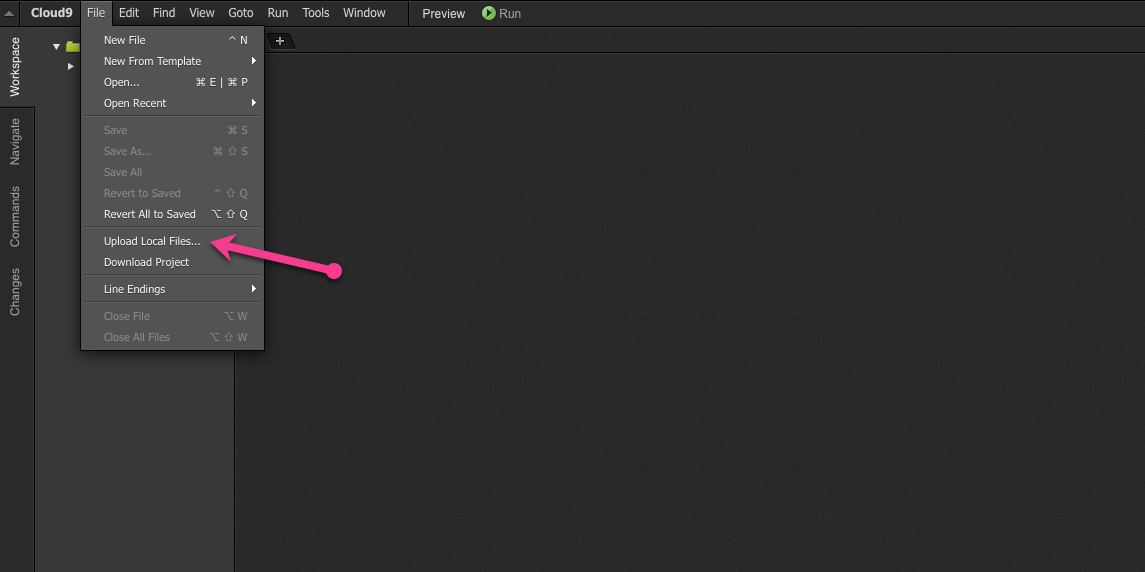 Cloud9 File Edit Find View Goto Run Tools Window Preview Run
Workspace
Navigate
Commands
Changes
New File ^ N
New From Template
Open... ⌘ E | ⌘ P
Open Recent
Save ⌘ S
Save As... ⌘ ⇧ S
Save All
Revert to Saved ^ ⇧ Q
Revert All to Saved ⌥ ⇧ Q
Upload Local Files...
Download Project
Line Endings
Close File ⌥ W
Close All Files ⌥ ⇧ W